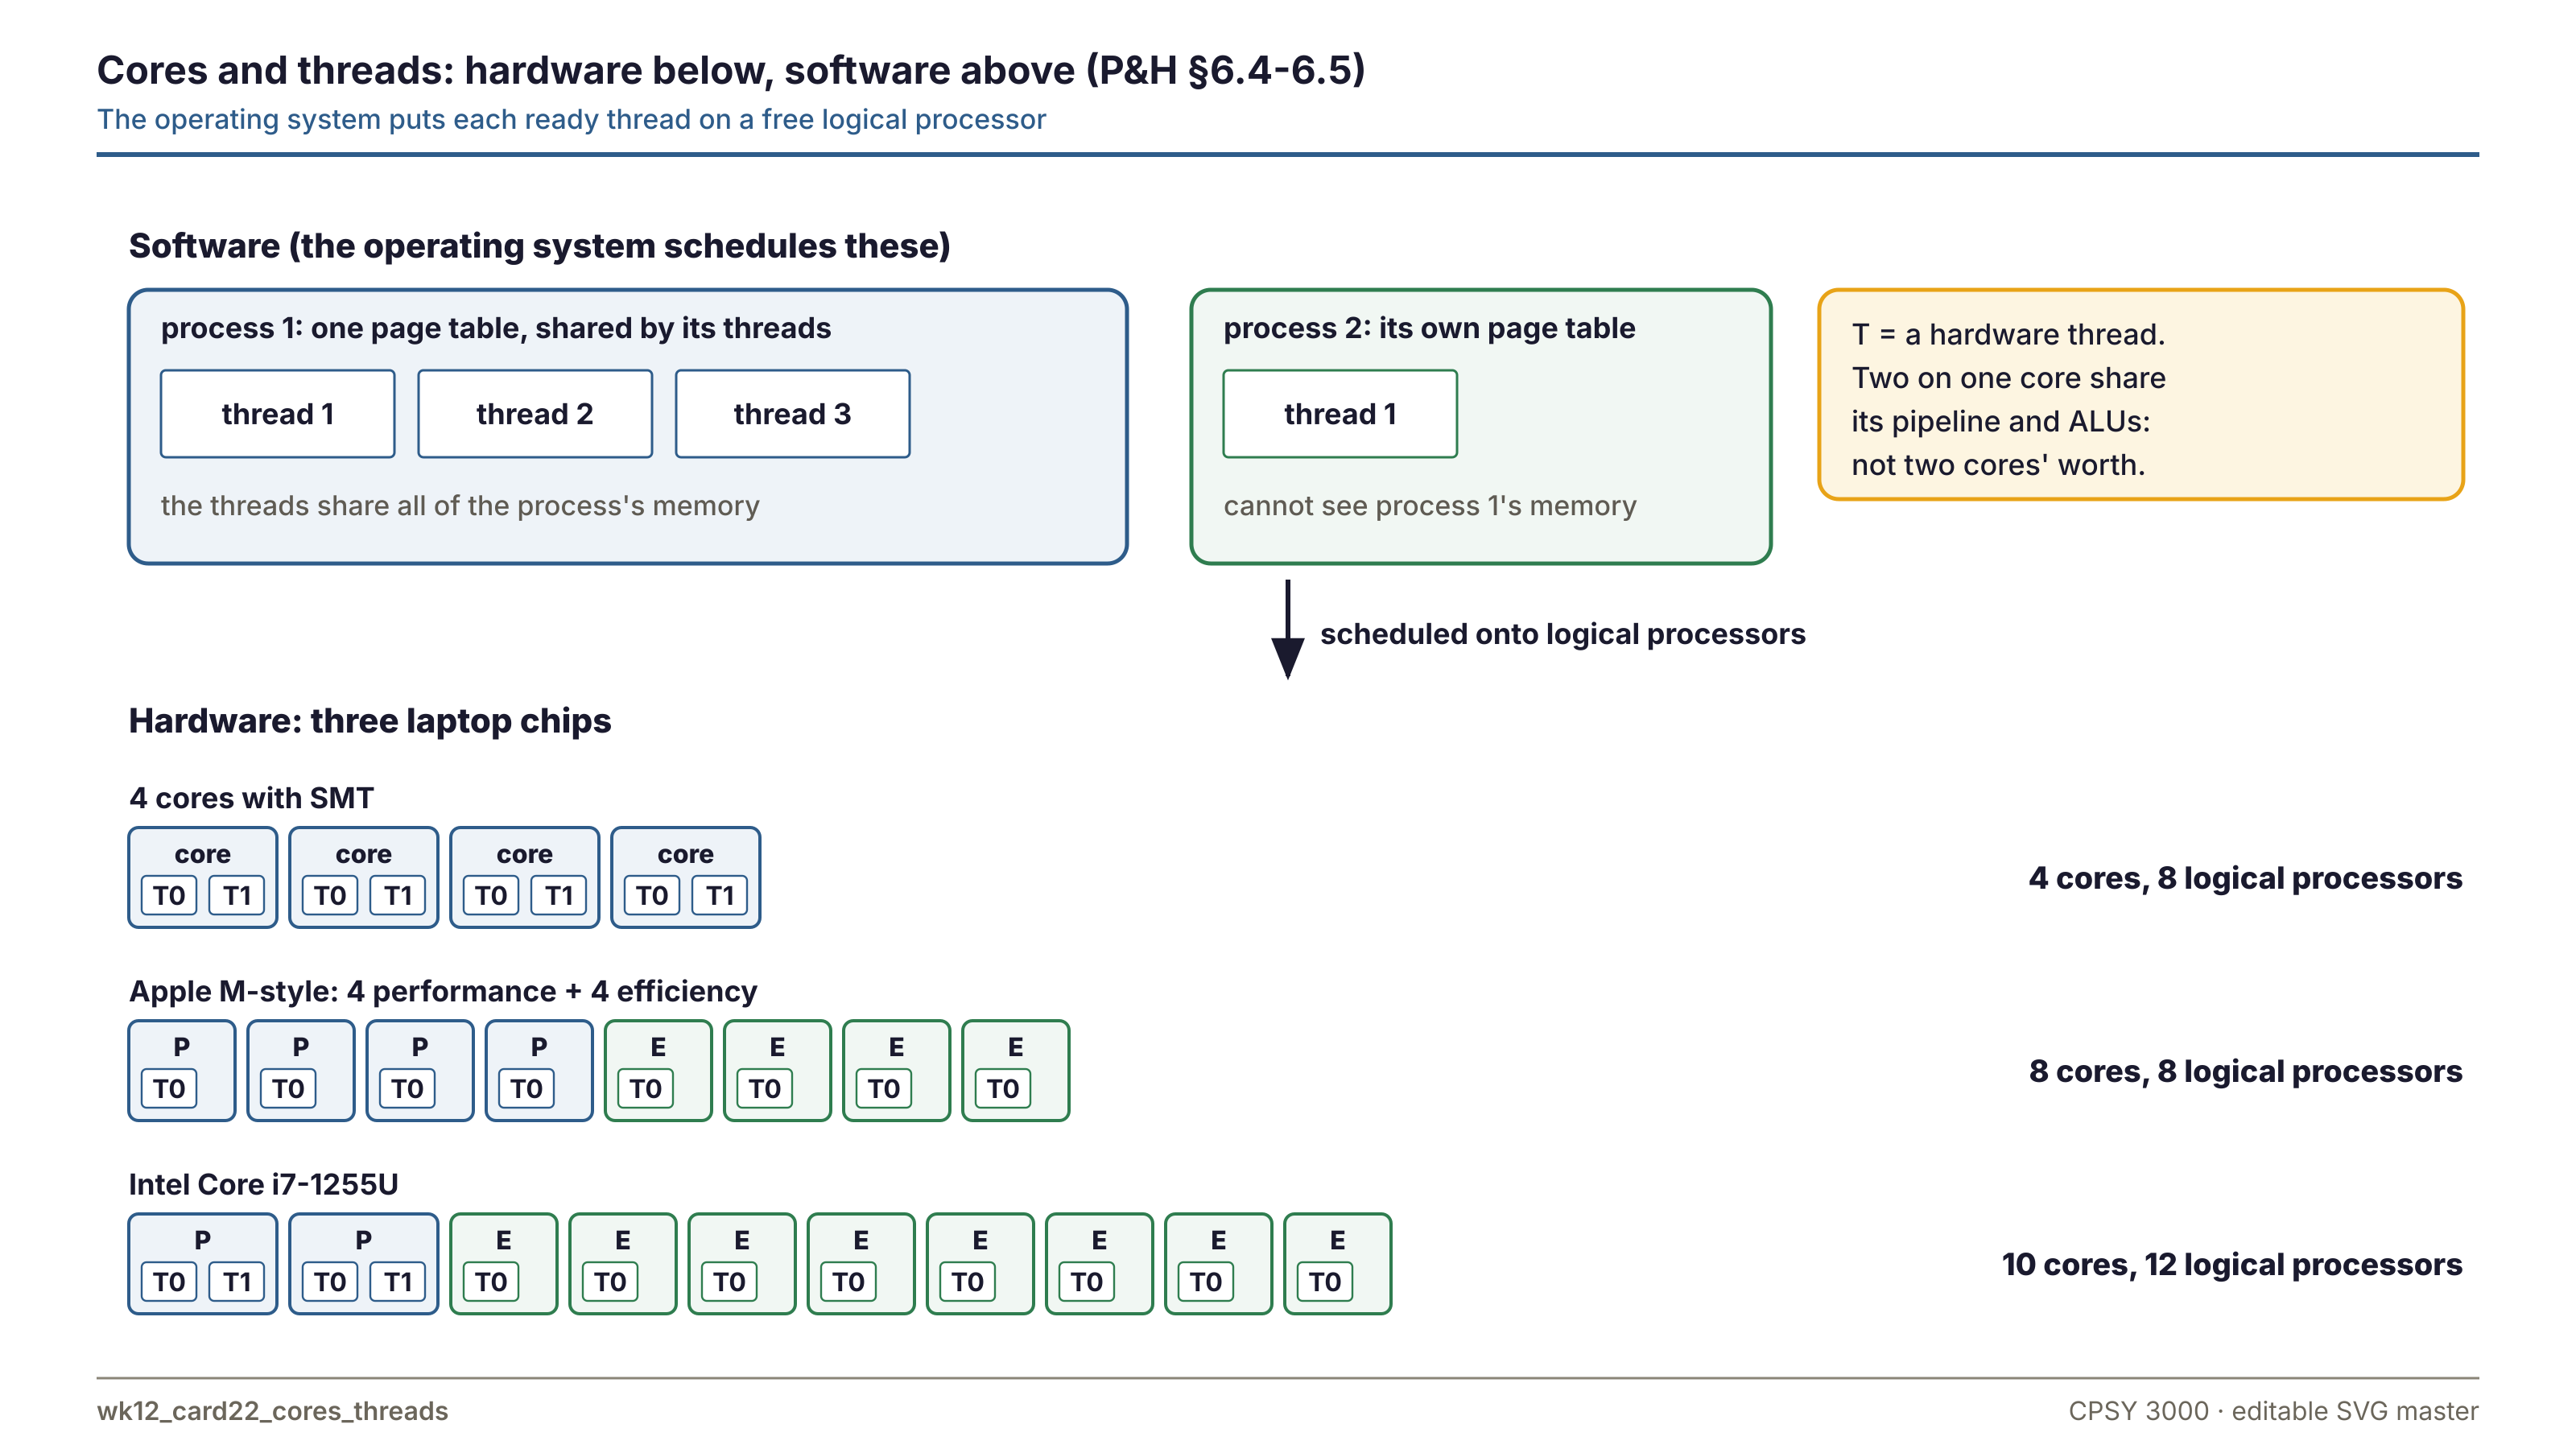 Cores and threads: hardware below, software above (P&H §6.4-6.5)
The operating system puts each ready thread on a free logical processor
Software (the operating system schedules these)
process 1: one page table, shared by its threads
thread 1
thread 2
thread 3
the threads share all of the process's memory
process 2: its own page table
thread 1
cannot see process 1's memory
T = a hardware thread.
Two on one core share
its pipeline and ALUs:
not two cores' worth.
scheduled onto logical processors
Hardware: three laptop chips
4 cores with SMT
core core core core
T0 T1 T0 T1 T0 T1 T0 T1
4 cores, 8 logical processors
Apple M-style: 4 performance + 4 efficiency
P P P P E E E E
T0 T0 T0 T0 T0 T0 T0 T0
8 cores, 8 logical processors
Intel Core i7-1255U
P P E E E E E E E E
T0 T1 T0 T1 T0 T0 T0 T0 T0 T0 T0 T0
10 cores, 12 logical processors
wk12_card22_cores_threads
CPSY 3000 · editable SVG master